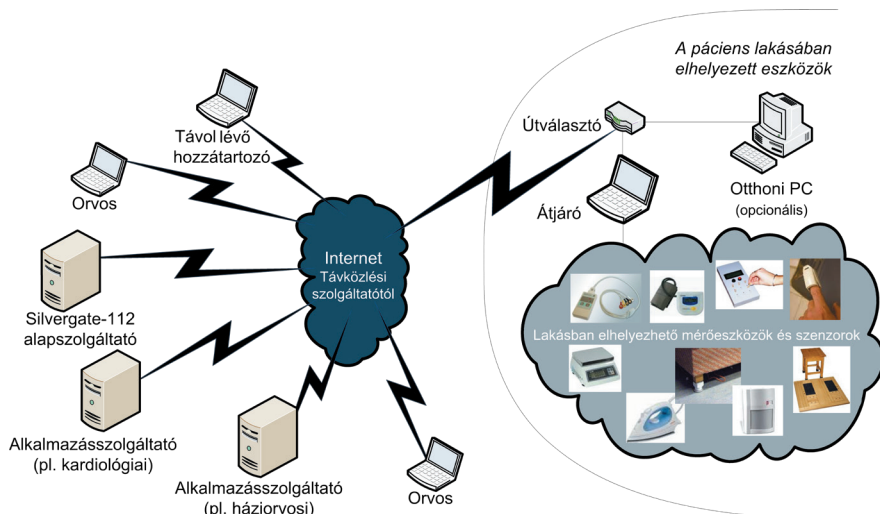 A páciens lakásában
elhelyezett eszközök
Távol lévő
hozzátartozó
Útválasztó
Orvos
Otthoni PC
(opcionális)
Átjáró
Internet
Távközlési
szolgáltatótól
Silvergate-112
alapszolgáltató
Lakásban elhelyezhető mérőeszközök és szenzorok
Alkalmazásszolgáltató
(pl. kardiológiai)
Alkalmazásszolgáltató
(pl. háziorvosi)
Orvos